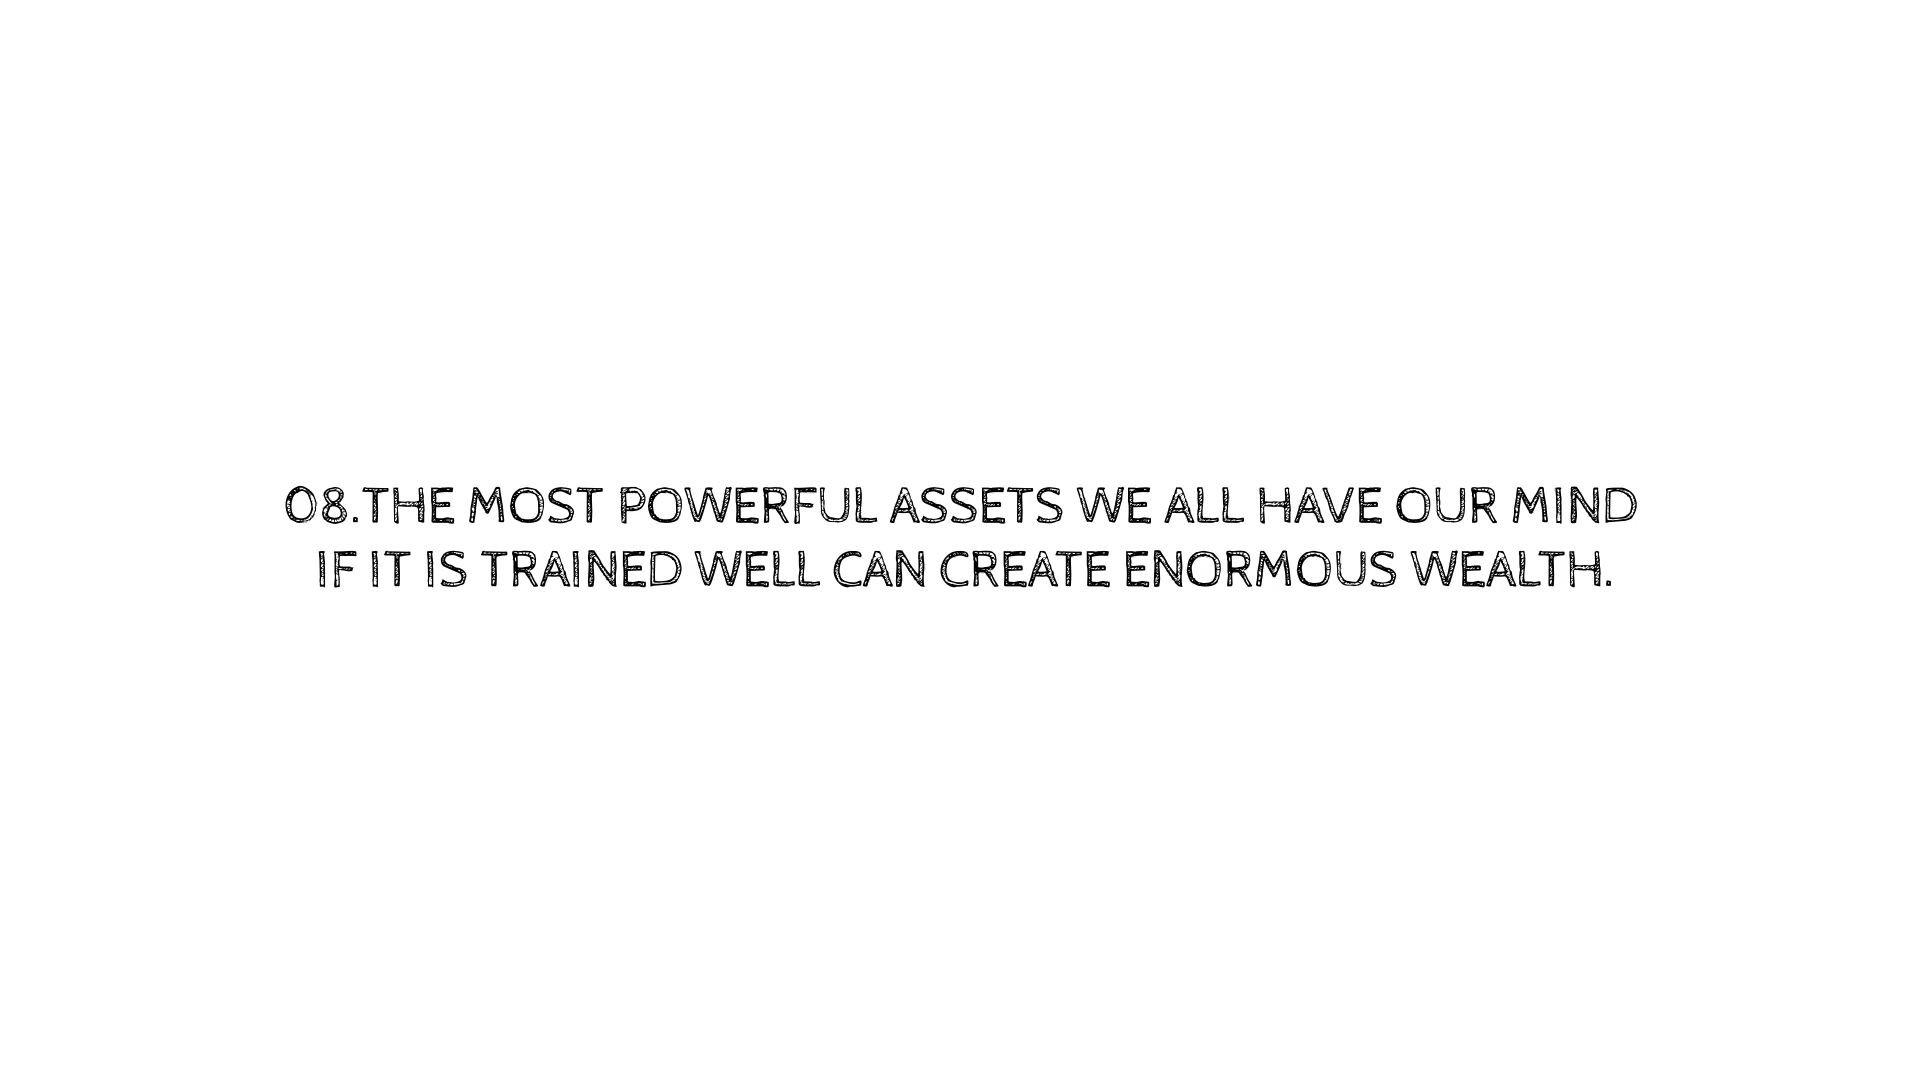 08.THE MOST POWERFUL ASSETS WE ALL HAVE OUR MIND
IF IT IS TRAINED WELL CAN CREATE ENORMOUS WEALTH.